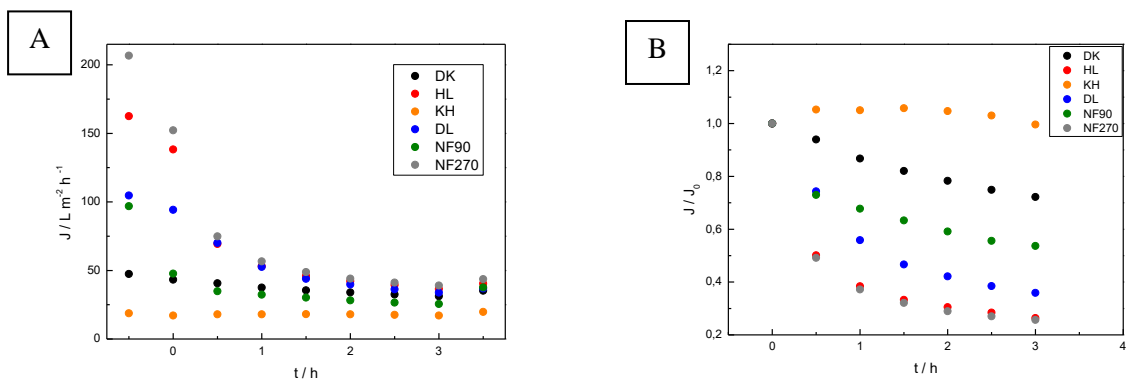 A
200
150
100
50
0
J / L m⁻² h⁻¹
0
1
2
3
t / h
DK
HL
KH
DL
NF90
NF270
B
1,2
1,0
0,8
0,6
0,4
0,2
J / J₀
0
1
2
3
4
t / h
DK
HL
KH
DL
NF90
NF270